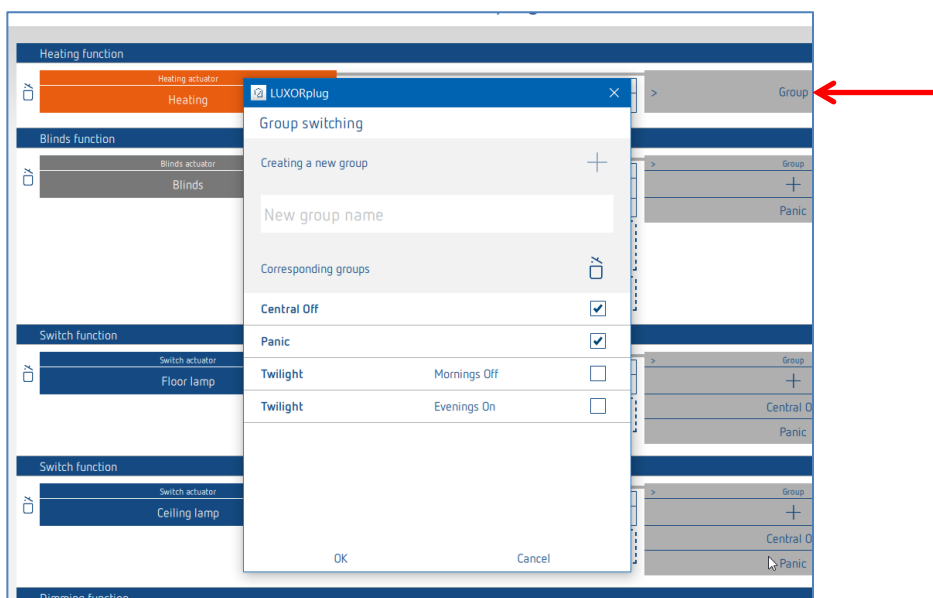 Heating function
Heating actuator
Heating
> Group
LUXORplug
Group switching
Creating a new group
New group name
Corresponding groups
Central Off
Panic
Twilight Mornings Off
Twilight Evenings On
OK Cancel
Blinds function
Blinds actuator
Blinds
> Group
+
Panic
Switch function
Switch actuator
Floor lamp
> Group
+
Central O
Panic
Switch function
Switch actuator
Ceiling lamp
> Group
+
Central O
Panic
Dimming function